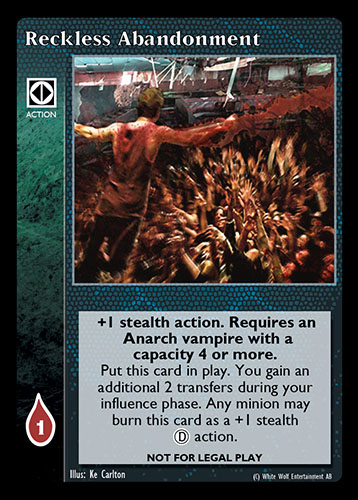 Reckless Abandonment
ACTION
+1 stealth action. Requires an
Anarch vampire with a
capacity 4 or more.
Put this card in play. You gain an
additional 2 transfers during your
influence phase. Any minion may
burn this card as a +1 stealth
Ⓓ action.
NOT FOR LEGAL PLAY
1
Illus: Ke Carlton
(C) White Wolf Entertainment AB